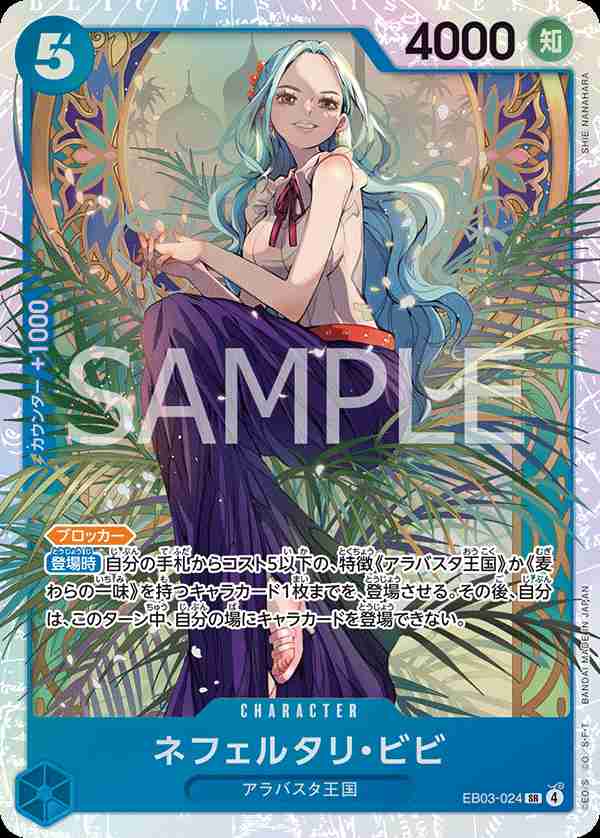 5
4000
知
SHIE NANAHARA
カウンター +1000
SAMPLE
ブロッカー
登場時 自分の手札からコスト5以下の、特徴《アラバスタ王国》か《麦
わらの一味》を持つキャラカード1枚までを、登場させる。その後、自分
は、このターン中、自分の場にキャラカードを登場できない。
CHARACTER
ネフェルタリ・ビビ
アラバスタ王国
EB03-024 SR 4
©E.O/S. ©O./S・F・T BANDAI MADE IN JAPAN